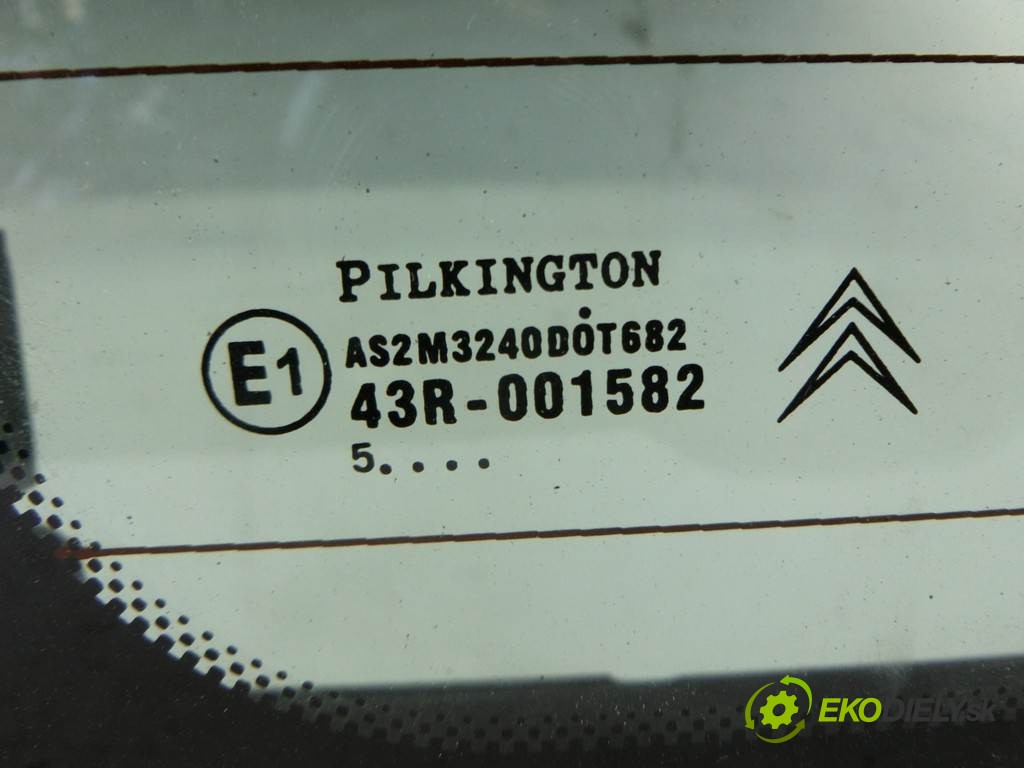 PILKINGTON
E1
AS2M3240DOT682
43R-001582
5....
EKODIELY.sk